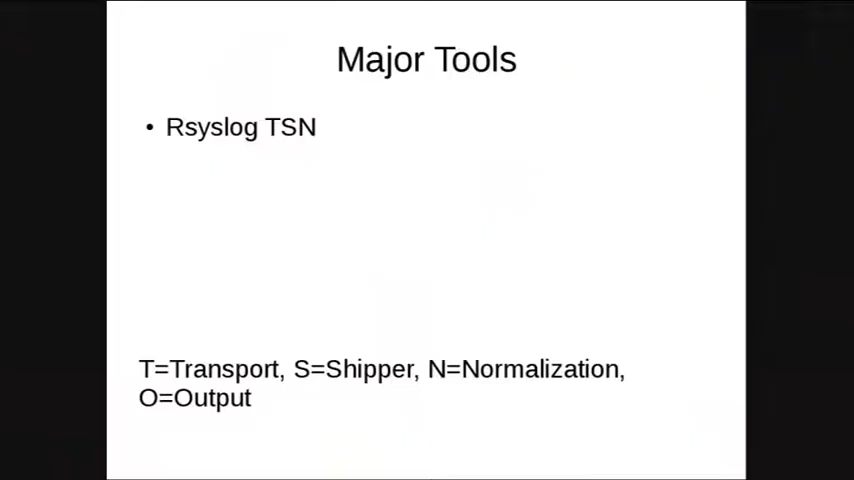 Major Tools
• Rsyslog TSN
T=Transport, S=Shipper, N=Normalization,
O=Output